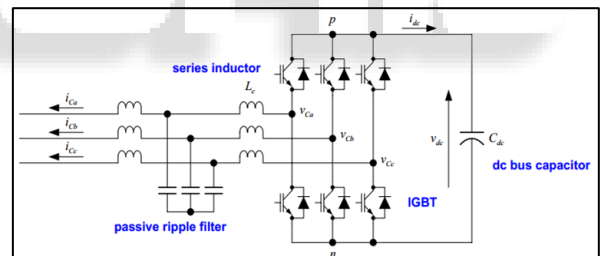 p
i_dc
series inductor
L_c
i_Ca
v_Ca
i_Cb
v_Cb
v_dc
C_dc
i_Cc
v_Cc
dc bus capacitor
IGBT
passive ripple filter
n